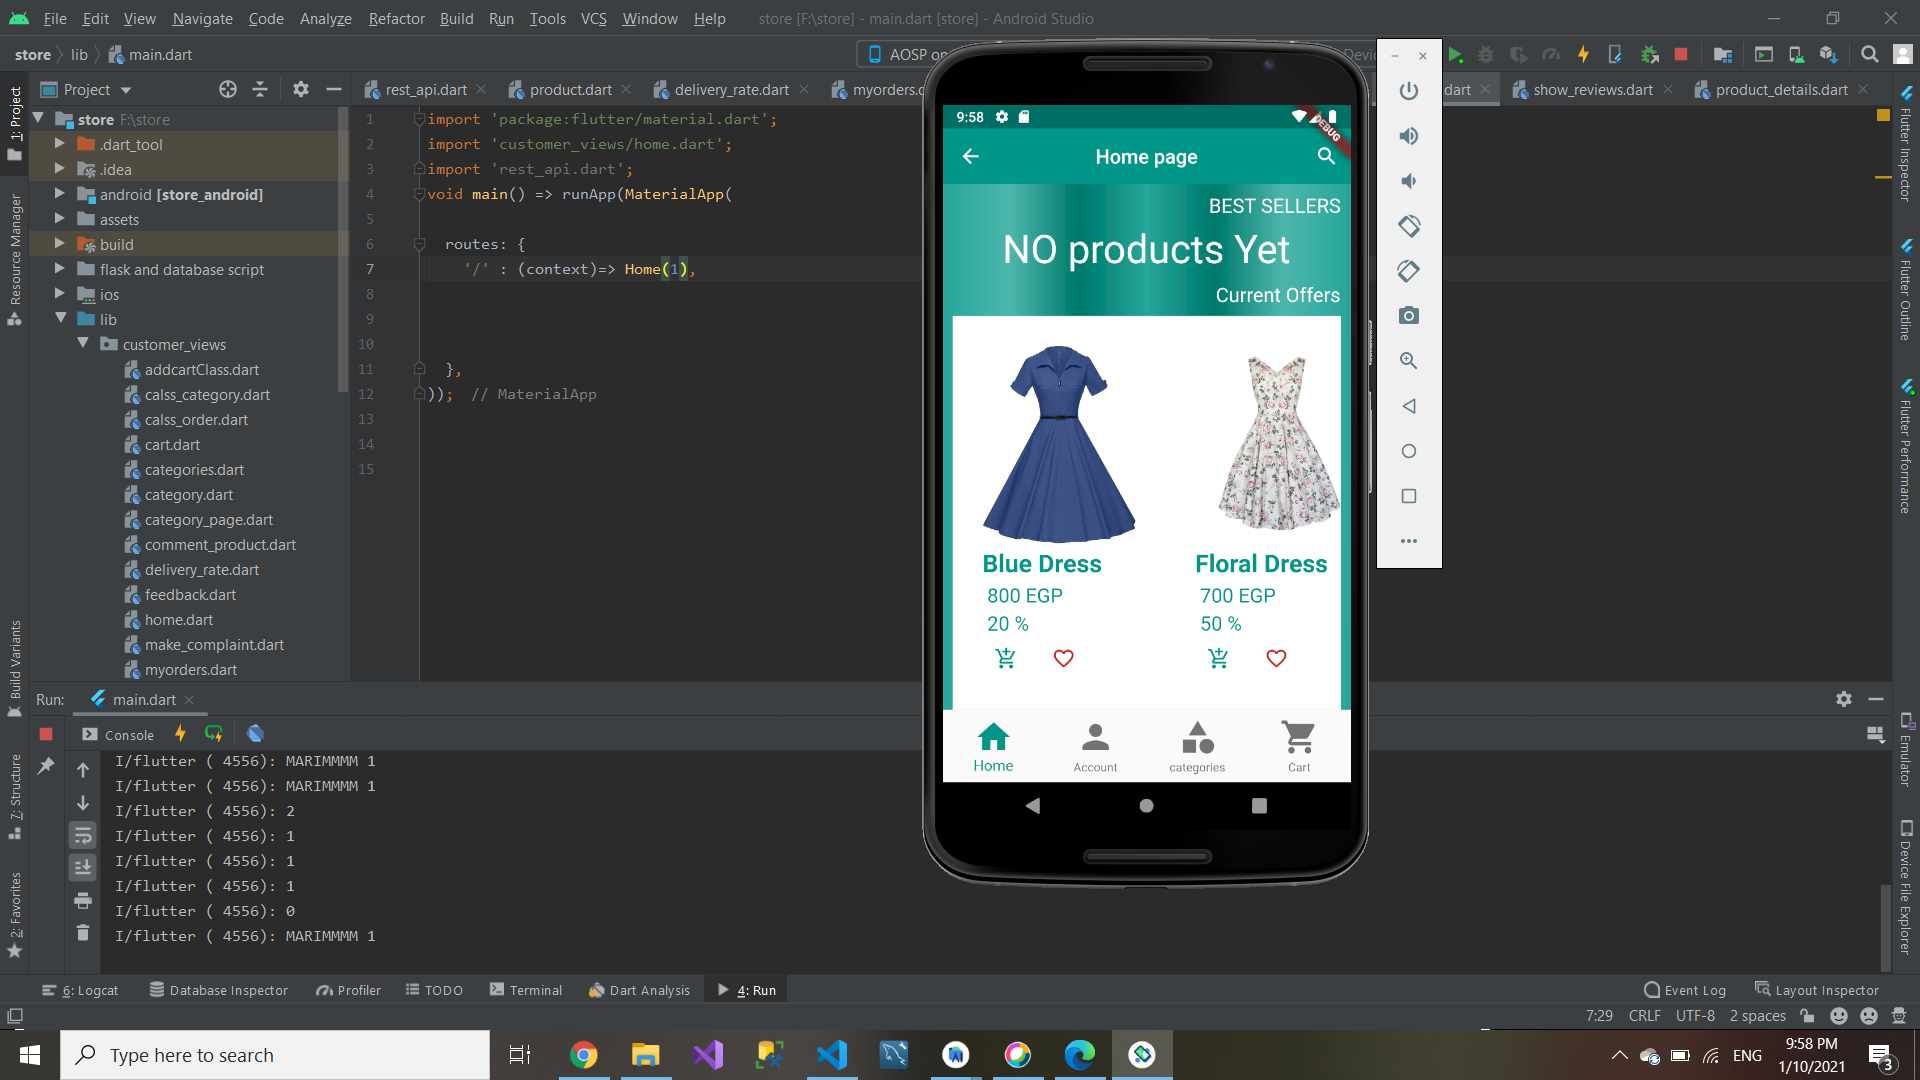 File Edit View Navigate Code Analyze Refactor Build Run Tools VCS Window Help store [F:\store] - main.dart [store] - Android Studio
store lib main.dart
AOSP on
Project
rest_api.dart product.dart delivery_rate.dart myorders.d dart show_reviews.dart product_details.dart
store F:\store
.dart_tool
.idea
android [store_android]
assets
build
flask and database script
ios
lib
customer_views
addcartClass.dart
calss_category.dart
calss_order.dart
cart.dart
categories.dart
category.dart
category_page.dart
comment_product.dart
delivery_rate.dart
feedback.dart
home.dart
make_complaint.dart
myorders.dart
1 import 'package:flutter/material.dart';
2 import 'customer_views/home.dart';
3 import 'rest_api.dart';
4 void main() => runApp(MaterialApp(
5
6 routes: {
7 '/' : (context)=> Home(1),
8
9
10
11 },
12 )); // MaterialApp
13
14
15
9:58
DEBUG
Home page
BEST SELLERS
NO products Yet
Current Offers
Blue Dress
800 EGP
20 %
Floral Dress
700 EGP
50 %
Home
Account
categories
Cart
1: Project
Resource Manager
Build Variants
7: Structure
2: Favorites
Flutter Inspector
Flutter Outline
Flutter Performance
Emulator
Device File Explorer
Run: main.dart
Console
I/flutter ( 4556): MARIMMMM 1
I/flutter ( 4556): MARIMMMM 1
I/flutter ( 4556): 2
I/flutter ( 4556): 1
I/flutter ( 4556): 1
I/flutter ( 4556): 1
I/flutter ( 4556): 0
I/flutter ( 4556): MARIMMMM 1
6: Logcat Database Inspector Profiler TODO Terminal Dart Analysis 4: Run Event Log Layout Inspector
7:29 CRLF UTF-8 2 spaces
Type here to search
ENG
9:58 PM
1/10/2021
3